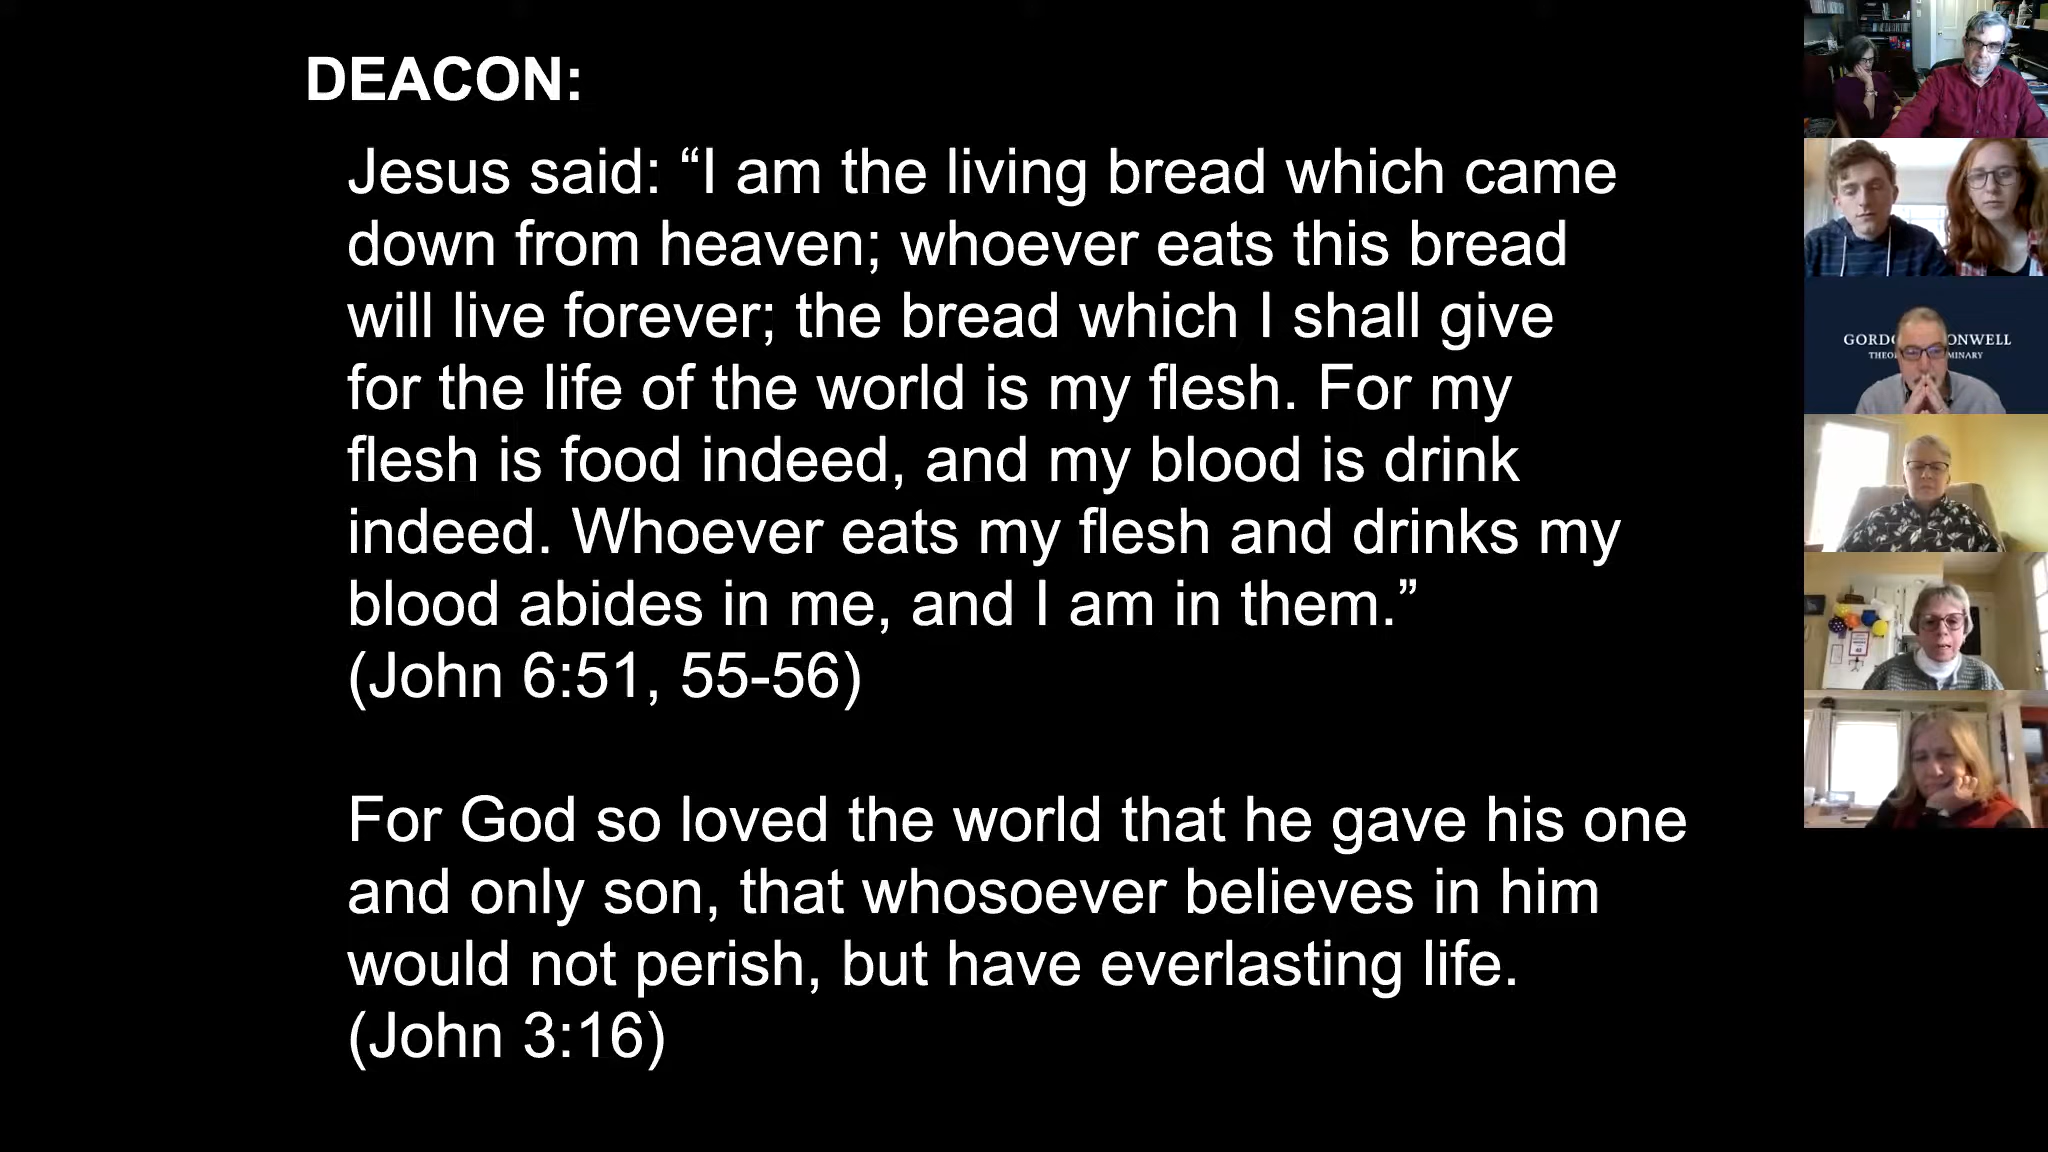 DEACON:
Jesus said: “I am the living bread which came
down from heaven; whoever eats this bread
will live forever; the bread which I shall give
for the life of the world is my flesh. For my
flesh is food indeed, and my blood is drink
indeed. Whoever eats my flesh and drinks my
blood abides in me, and I am in them.”
(John 6:51, 55-56)
For God so loved the world that he gave his one
and only son, that whosoever believes in him
would not perish, but have everlasting life.
(John 3:16)